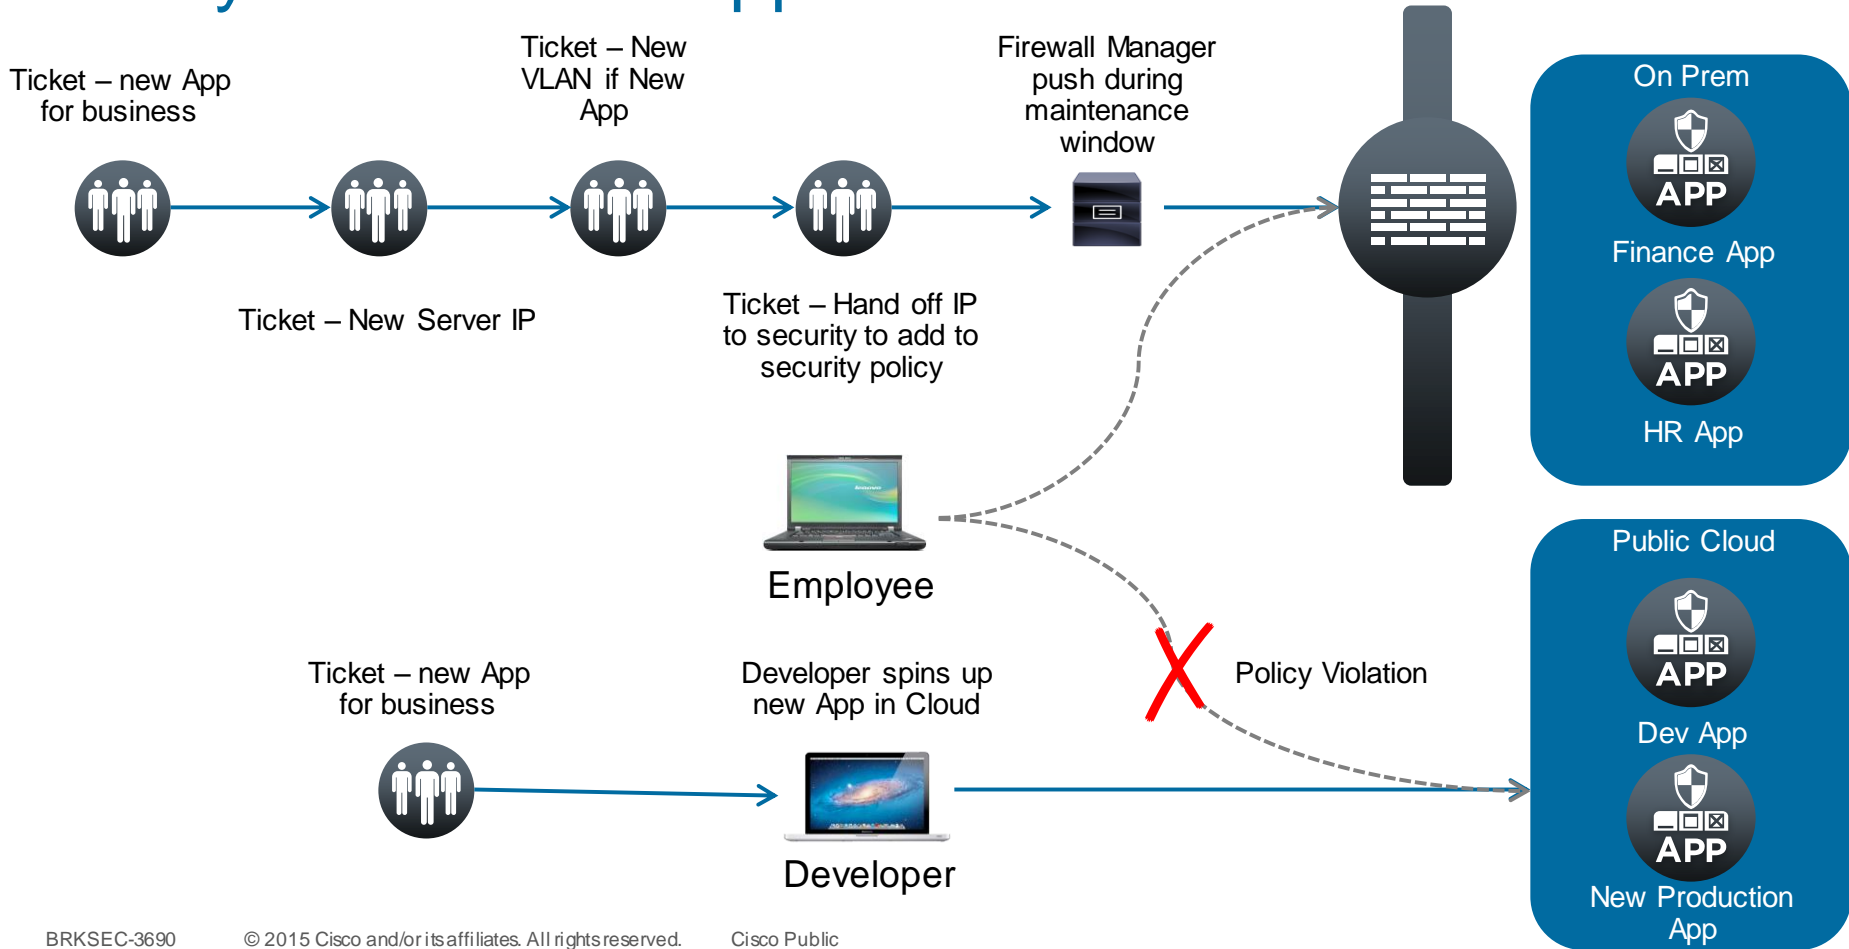 Ticket – new App
for business
Ticket – New
VLAN if New
App
Firewall Manager
push during
maintenance
window
On Prem
APP
Finance App
Ticket – New Server IP
Ticket – Hand off IP
to security to add to
security policy
APP
HR App
Employee
Public Cloud
APP
Dev App
Ticket – new App
for business
Developer spins up
new App in Cloud
Policy Violation
Developer
APP
New Production
App
BRKSEC-3690 © 2015 Cisco and/or its affiliates. All rights reserved. Cisco Public